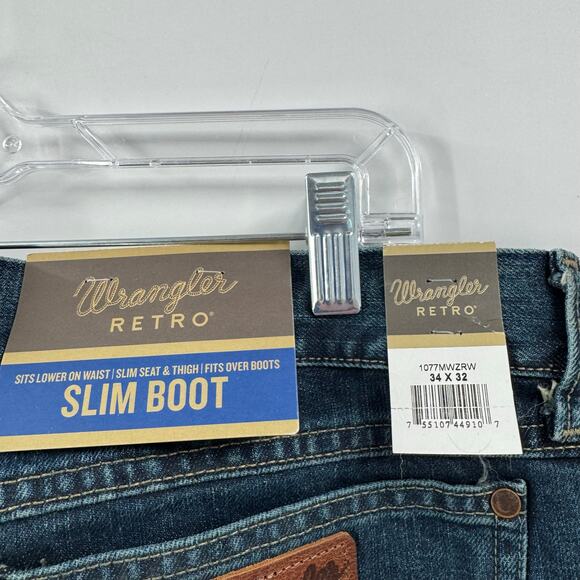 Wrangler
RETRO®
SITS LOWER ON WAIST | SLIM SEAT & THIGH | FITS OVER BOOTS
SLIM BOOT
Wrangler
RETRO®
1077MWZRW
34 X 32
7 55107 44910 7